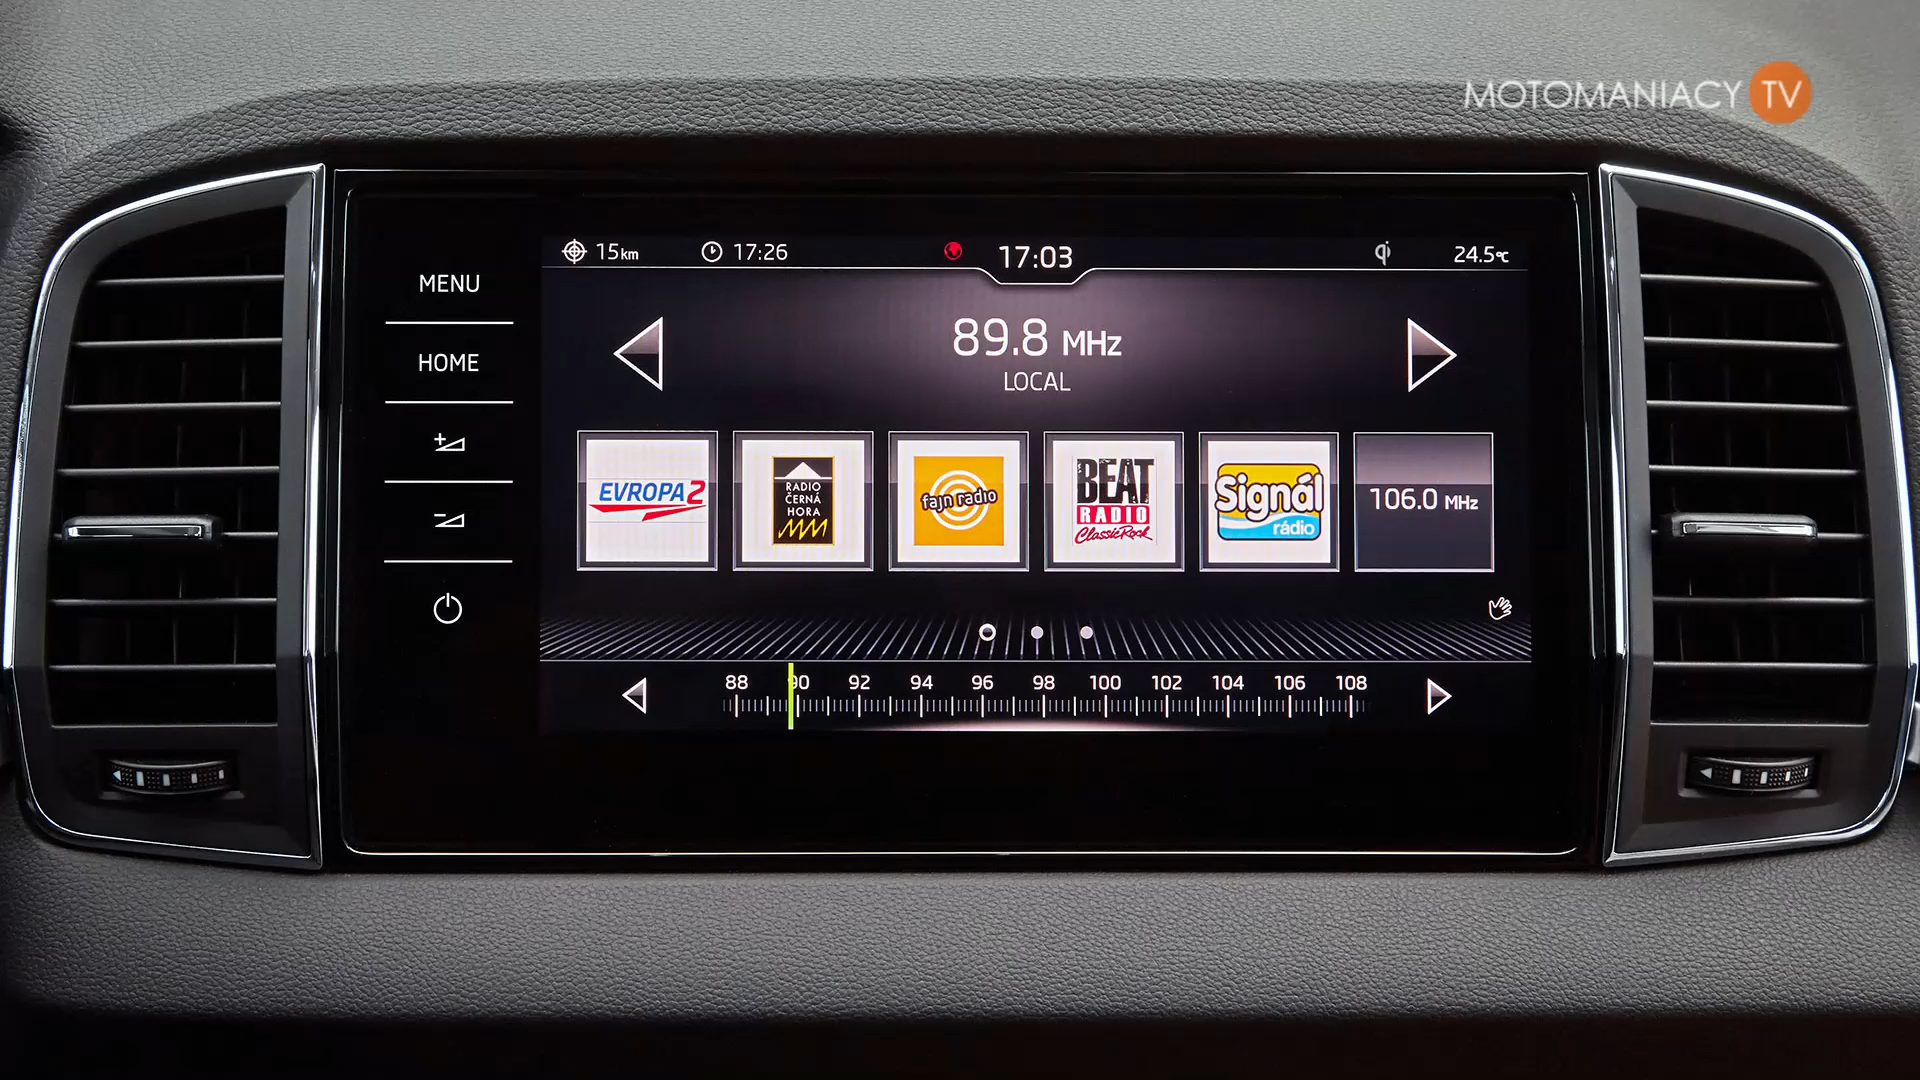 MOTOMANIACY TV
15km 17:26 17:03 qi 24.5°C
MENU
HOME
89.8 MHz
LOCAL
EVROPA 2
RADIO
ČERNÁ
HORA
fajn radio
BEAT
RADIO
ClassicRock
Signál
rádio
106.0 MHz
88 90 92 94 96 98 100 102 104 106 108